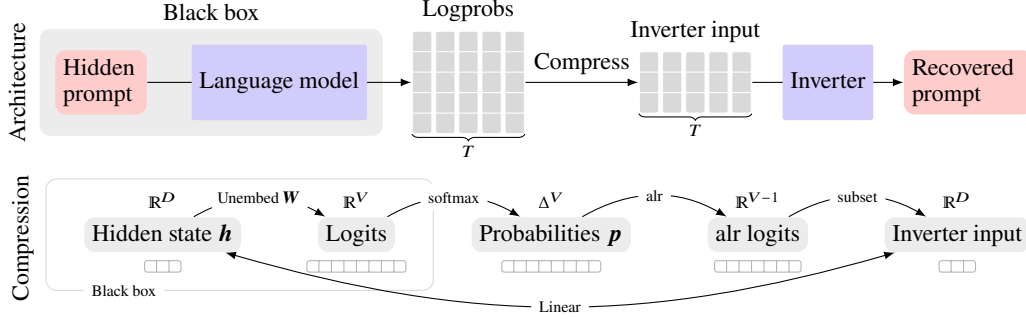 Architecture
Black box
Hidden
prompt
Language model
Logprobs
T
Compress
Inverter input
T
Inverter
Recovered
prompt
Compression
ℝ^D
Unembed W
ℝ^V
softmax
Δ^V
alr
ℝ^{V−1}
subset
ℝ^D
Hidden state h
Logits
Probabilities p
alr logits
Inverter input
Black box
Linear